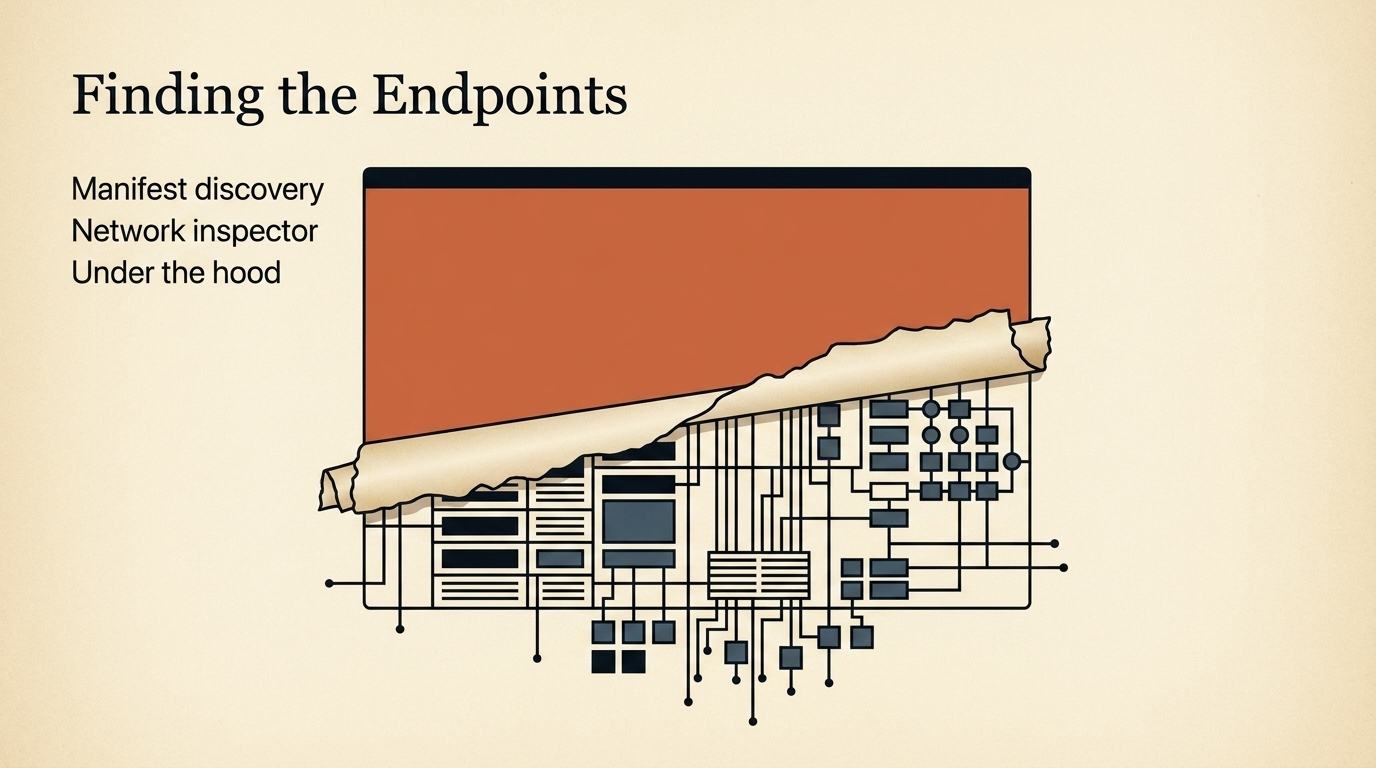 Finding the Endpoints
Manifest discovery
Network inspector
Under the hood